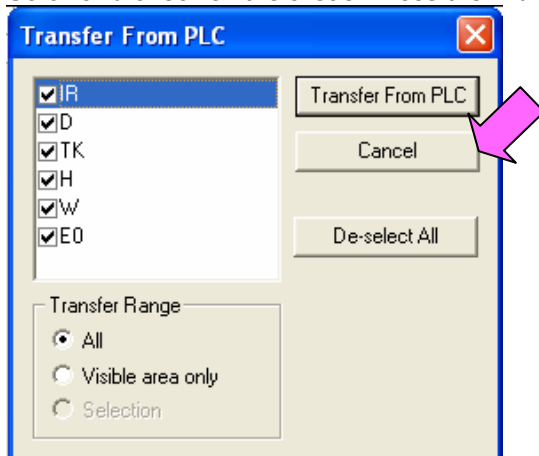 Transfer From PLC
IR
D
TK
H
W
E0
Transfer From PLC
Cancel
De-select All
Transfer Range
All
Visible area only
Selection